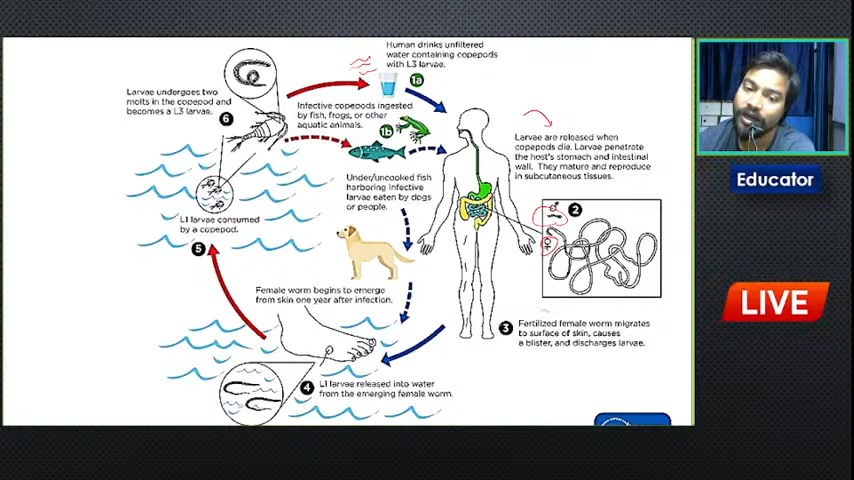 Human drinks unfiltered
water containing copepods
with L3 larvae.
1a
Larvae undergoes two
molts in the copepod and
becomes a L3 larvae.
6
Infective copepods ingested
by fish, frogs, or other
aquatic animals.
1b
Larvae are released when
copepods die. Larvae penetrate
the host's stomach and intestinal
wall. They mature and reproduce
in subcutaneous tissues.
Under/uncooked fish
harboring infective
larvae eaten by dogs
or people.
2
♂
♀
L1 larvae consumed
by a copepod.
5
Female worm begins to emerge
from skin one year after infection.
3
Fertilized female worm migrates
to surface of skin, causes
a blister, and discharges larvae.
4
L1 larvae released into water
from the emerging female worm.
Educator
LIVE